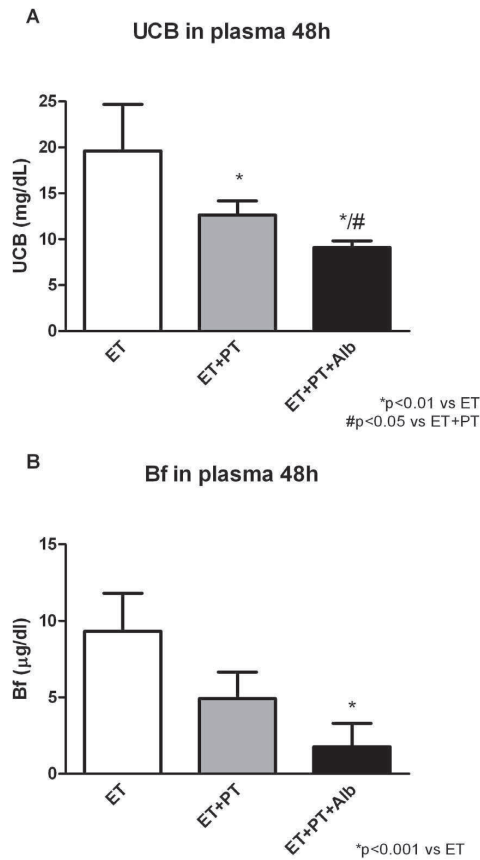 A
UCB in plasma 48h
25
20
15
10
5
0
UCB (mg/dL)
*
*/#
ET
ET+PT
ET+PT+Alb
*p<0.01 vs ET
#p<0.05 vs ET+PT
B
Bf in plasma 48h
15
10
5
0
Bf (μg/dl)
*
ET
ET+PT
ET+PT+Alb
*p<0.001 vs ET